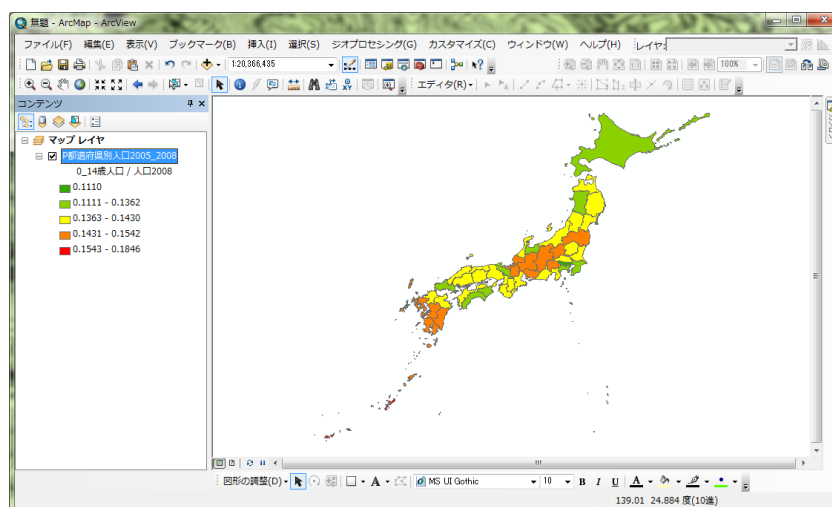 無題 - ArcMap - ArcView
ファイル(F) 編集(E) 表示(V) ブックマーク(B) 挿入(I) 選択(S) ジオプロセシング(G) カスタマイズ(C) ウィンドウ(W) ヘルプ(H) レイヤ:
1:20,366,435 100%
エディタ(R)
コンテンツ
マップ レイヤ
P都道府県別人口2005_2008
0_14歳人口 / 人口2008
0.1110
0.1111 - 0.1362
0.1363 - 0.1430
0.1431 - 0.1542
0.1543 - 0.1846
図形の調整(D) A MS UI Gothic 10 B I U A
139.01 24.884 度(10進)